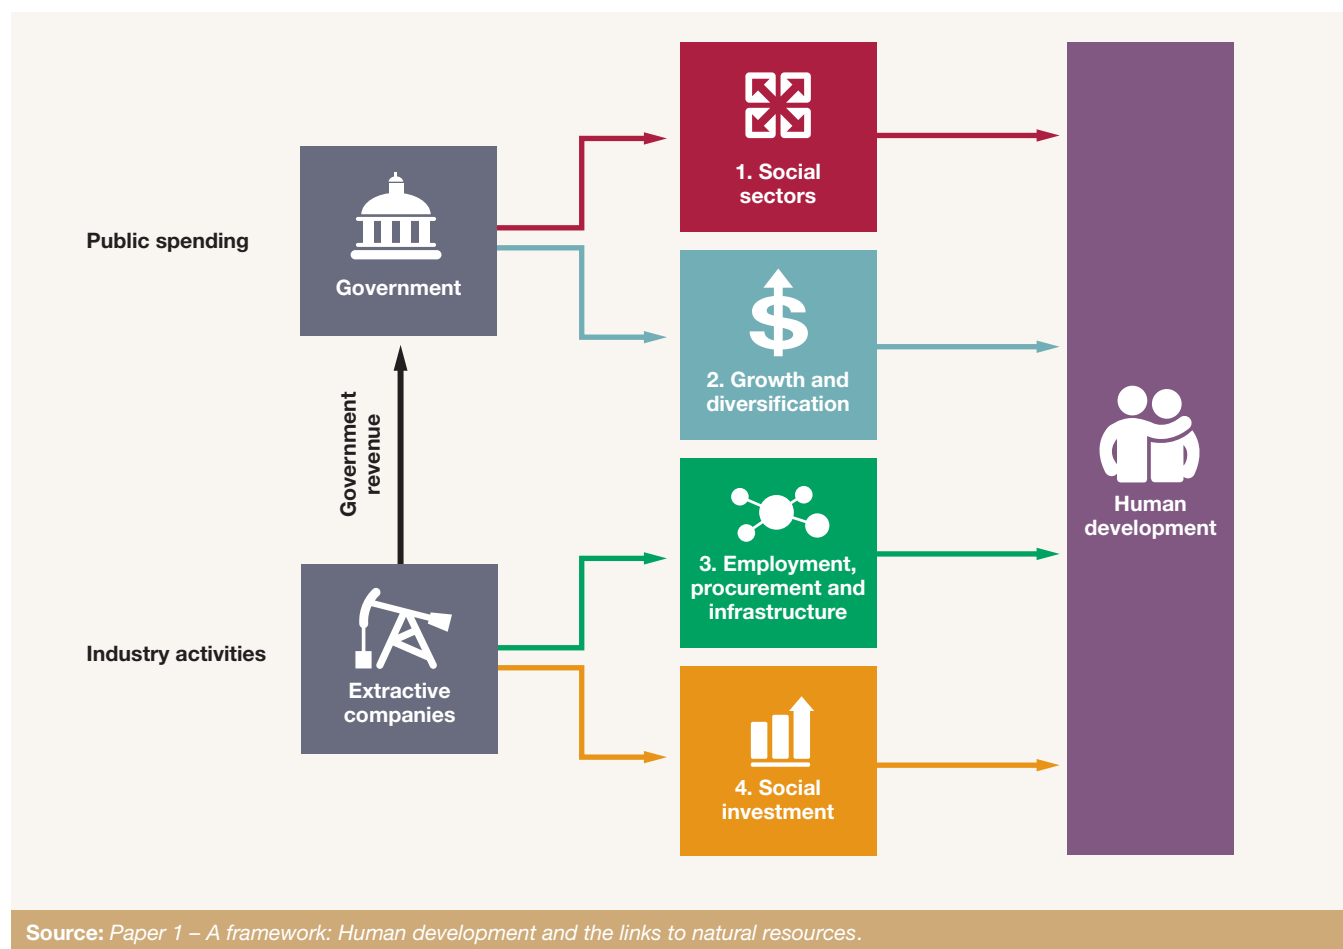 Public spending
Government
Government
revenue
Industry activities
Extractive
companies
1. Social
sectors
2. Growth and
diversification
3. Employment,
procurement and
infrastructure
4. Social
investment
Human
development
Source: Paper 1 – A framework: Human development and the links to natural resources.